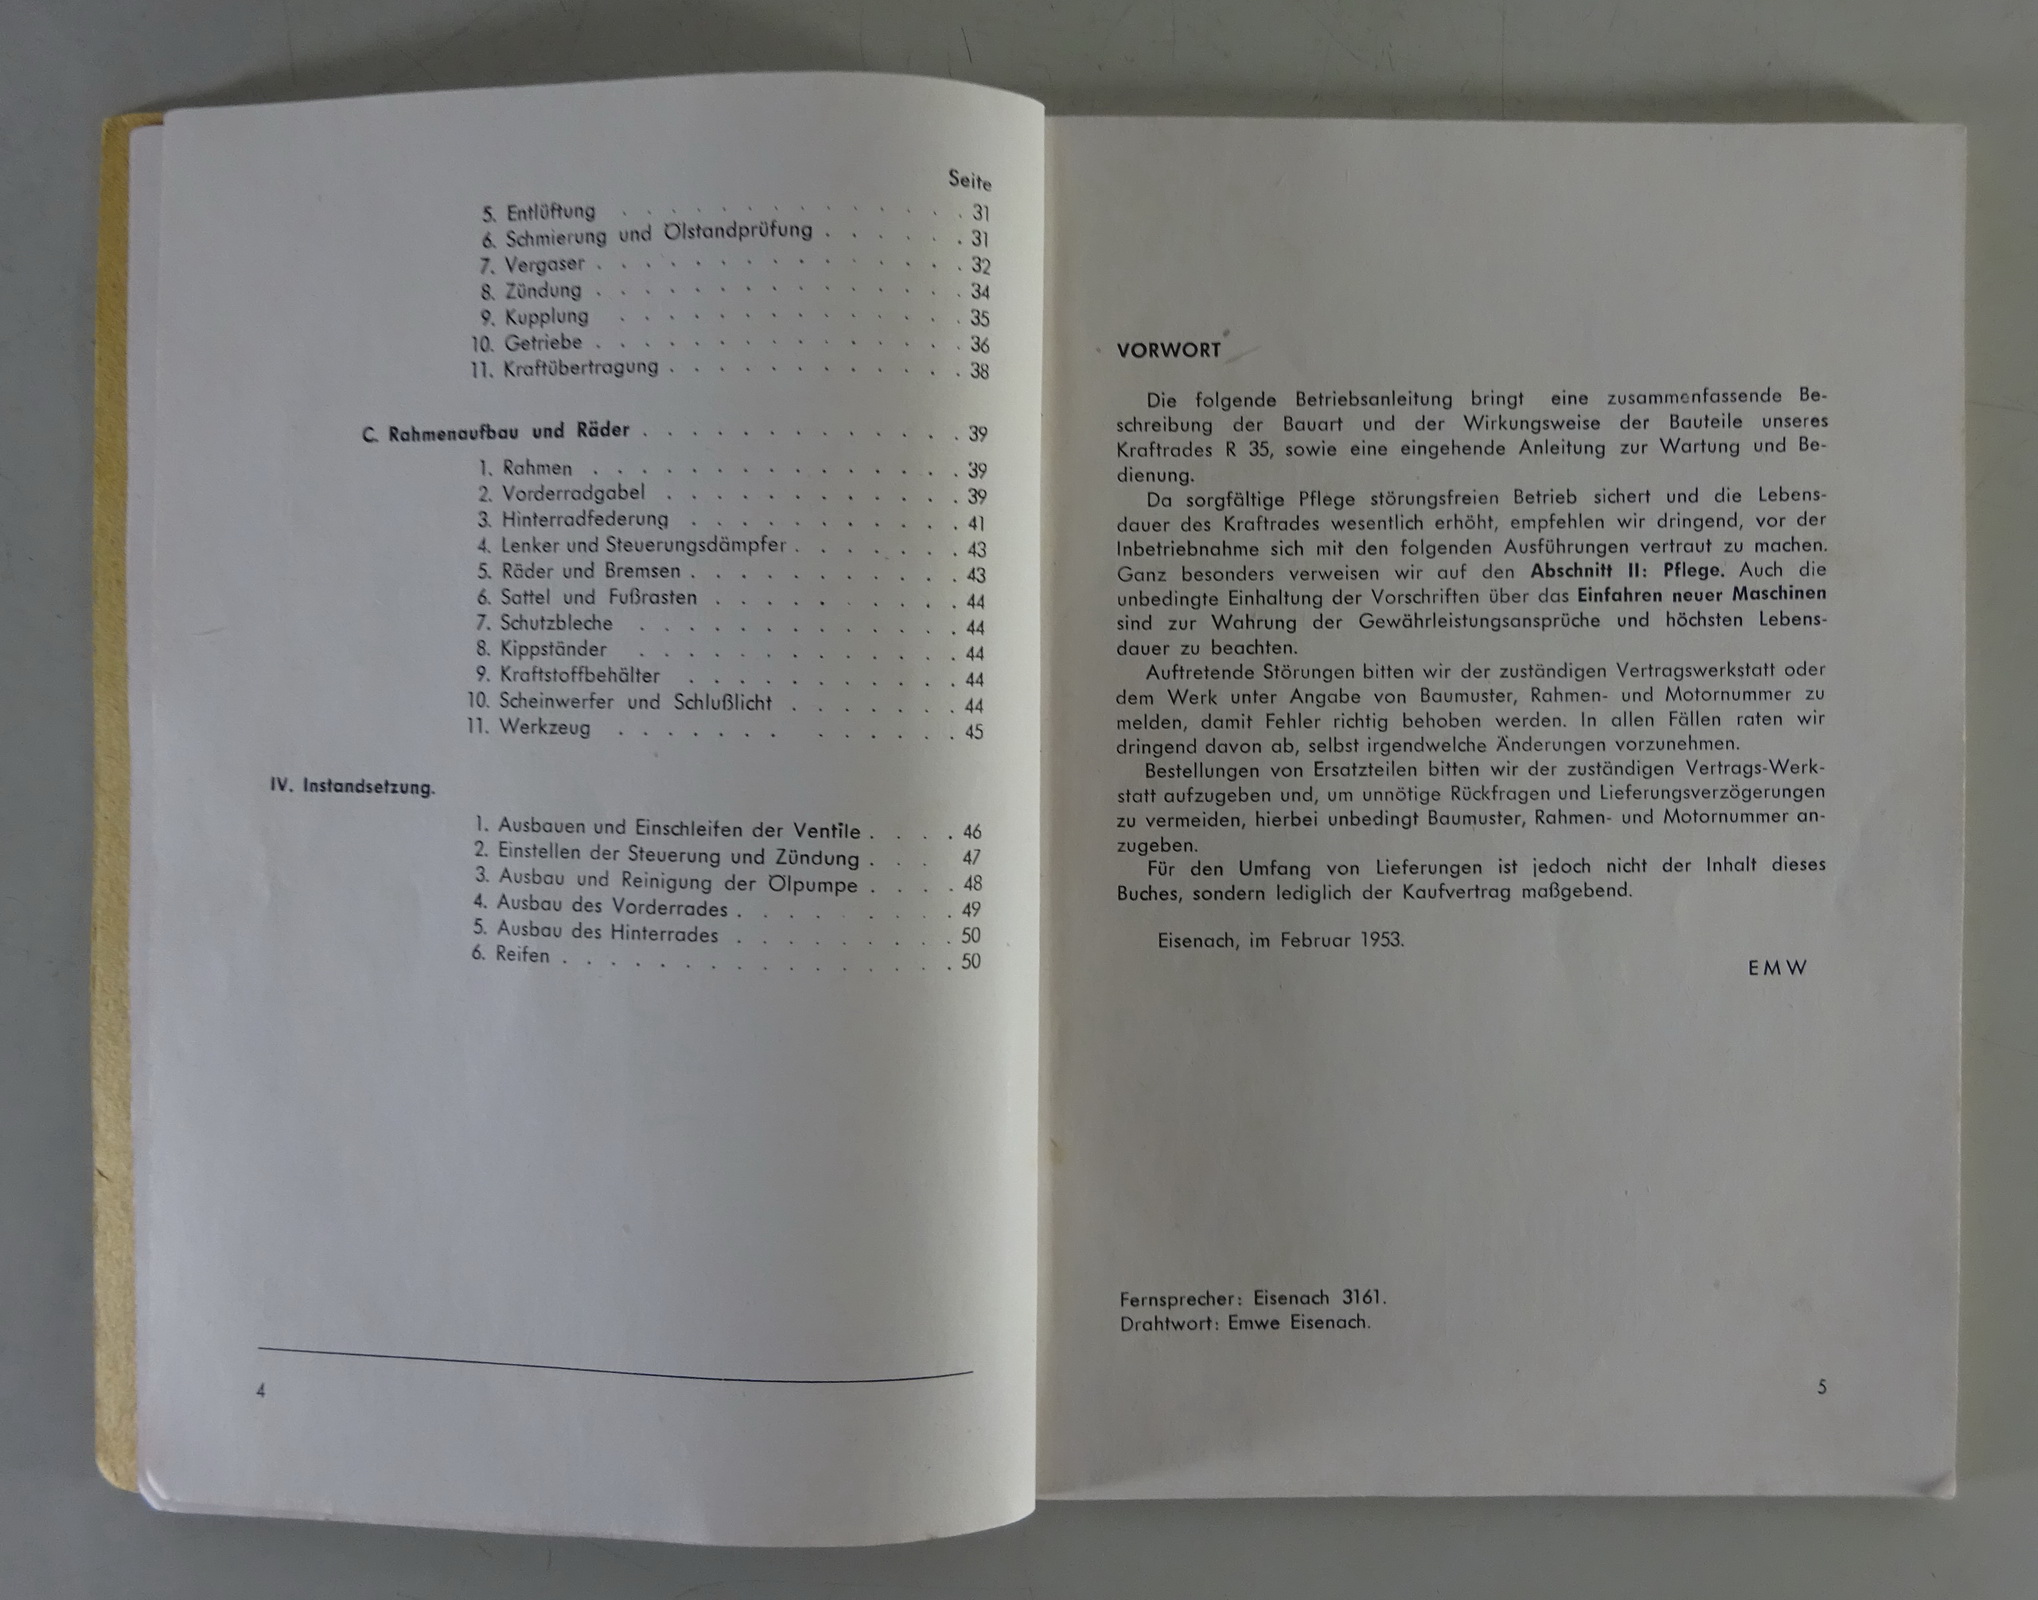 Seite
5. Entlüftung . . . . . . . . . . . . . . 31
6. Schmierung und Ölstandprüfung . . . . . . 31
7. Vergaser . . . . . . . . . . . . . . . 32
8. Zündung . . . . . . . . . . . . . . . 34
9. Kupplung . . . . . . . . . . . . . . 35
10. Getriebe . . . . . . . . . . . . . . . 36
11. Kraftübertragung . . . . . . . . . . . . 38
C. Rahmenaufbau und Räder . . . . . . . . . . . . . 39
1. Rahmen . . . . . . . . . . . . . . . 39
2. Vorderradgabel . . . . . . . . . . . . 39
3. Hinterradfederung . . . . . . . . . . . 41
4. Lenker und Steuerungsdämpfer . . . . . . . 43
5. Räder und Bremsen . . . . . . . . . . . 43
6. Sattel und Fußrasten . . . . . . . . . . 44
7. Schutzbleche . . . . . . . . . . . . . 44
8. Kippständer . . . . . . . . . . . . . 44
9. Kraftstoffbehälter . . . . . . . . . . . 44
10. Scheinwerfer und Schlußlicht . . . . . . . 44
11. Werkzeug . . . . . . . . . . . . . 45
IV. Instandsetzung.
1. Ausbauen und Einschleifen der Ventile . . . . 46
2. Einstellen der Steuerung und Zündung . . . 47
3. Ausbau und Reinigung der Ölpumpe . . . . 48
4. Ausbau des Vorderrades . . . . . . . . . 49
5. Ausbau des Hinterrades . . . . . . . . . 50
6. Reifen . . . . . . . . . . . . . . . . 50
4
VORWORT
Die folgende Betriebsanleitung bringt eine zusammenfassende Be-
schreibung der Bauart und der Wirkungsweise der Bauteile unseres
Kraftrades R 35, sowie eine eingehende Anleitung zur Wartung und Be-
dienung.
Da sorgfältige Pflege störungsfreien Betrieb sichert und die Lebens-
dauer des Kraftrades wesentlich erhöht, empfehlen wir dringend, vor der
Inbetriebnahme sich mit den folgenden Ausführungen vertraut zu machen.
Ganz besonders verweisen wir auf den Abschnitt II: Pflege. Auch die
unbedingte Einhaltung der Vorschriften über das Einfahren neuer Maschinen
sind zur Wahrung der Gewährleistungsansprüche und höchsten Lebens-
dauer zu beachten.
Auftretende Störungen bitten wir der zuständigen Vertragswerkstatt oder
dem Werk unter Angabe von Baumuster, Rahmen- und Motornummer zu
melden, damit Fehler richtig behoben werden. In allen Fällen raten wir
dringend davon ab, selbst irgendwelche Änderungen vorzunehmen.
Bestellungen von Ersatzteilen bitten wir der zuständigen Vertrags-Werk-
statt aufzugeben und, um unnötige Rückfragen und Lieferungsverzögerungen
zu vermeiden, hierbei unbedingt Baumuster, Rahmen- und Motornummer an-
zugeben.
Für den Umfang von Lieferungen ist jedoch nicht der Inhalt dieses
Buches, sondern lediglich der Kaufvertrag maßgebend.
Eisenach, im Februar 1953.
EMW
Fernsprecher: Eisenach 3161.
Drahtwort: Emwe Eisenach.
5